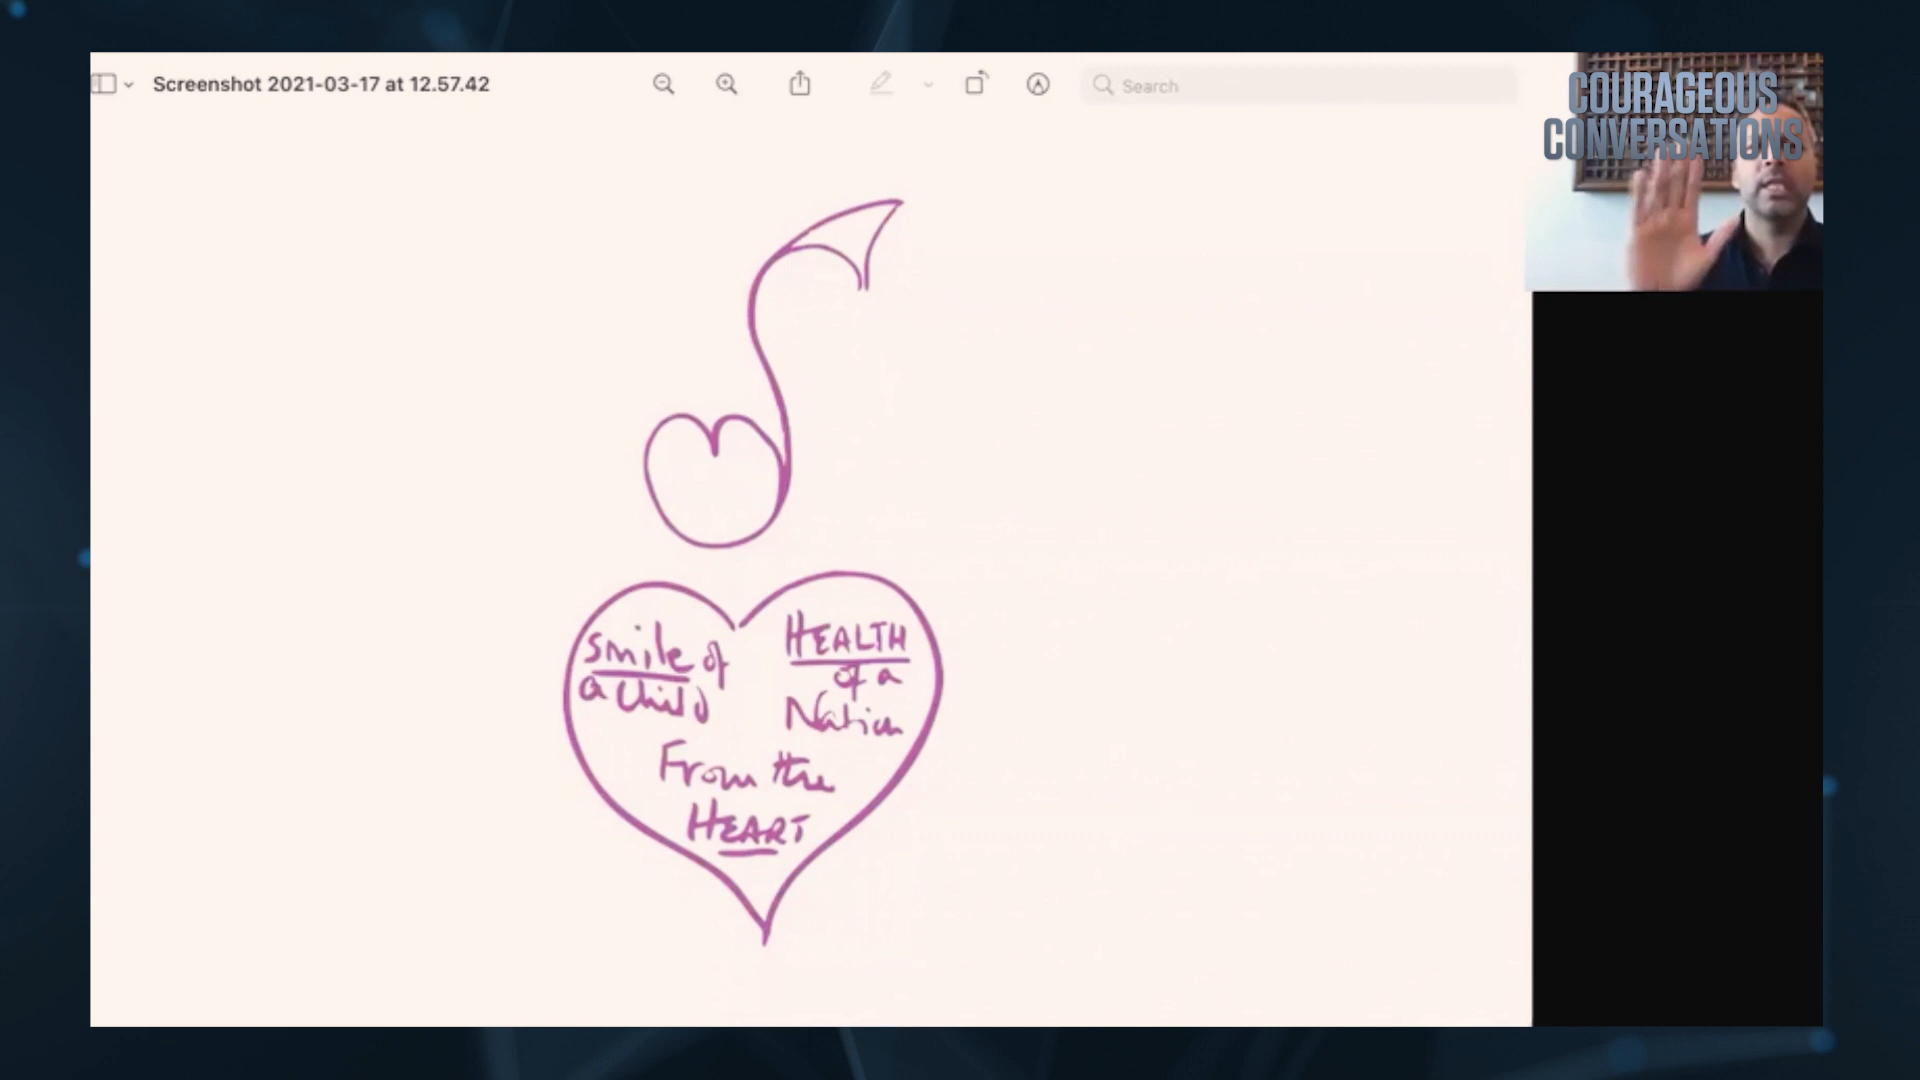 Screenshot 2021-03-17 at 12.57.42
Search
COURAGEOUS
CONVERSATIONS
smile of
a child
HEALTH
of a
Nation
From the
HEART